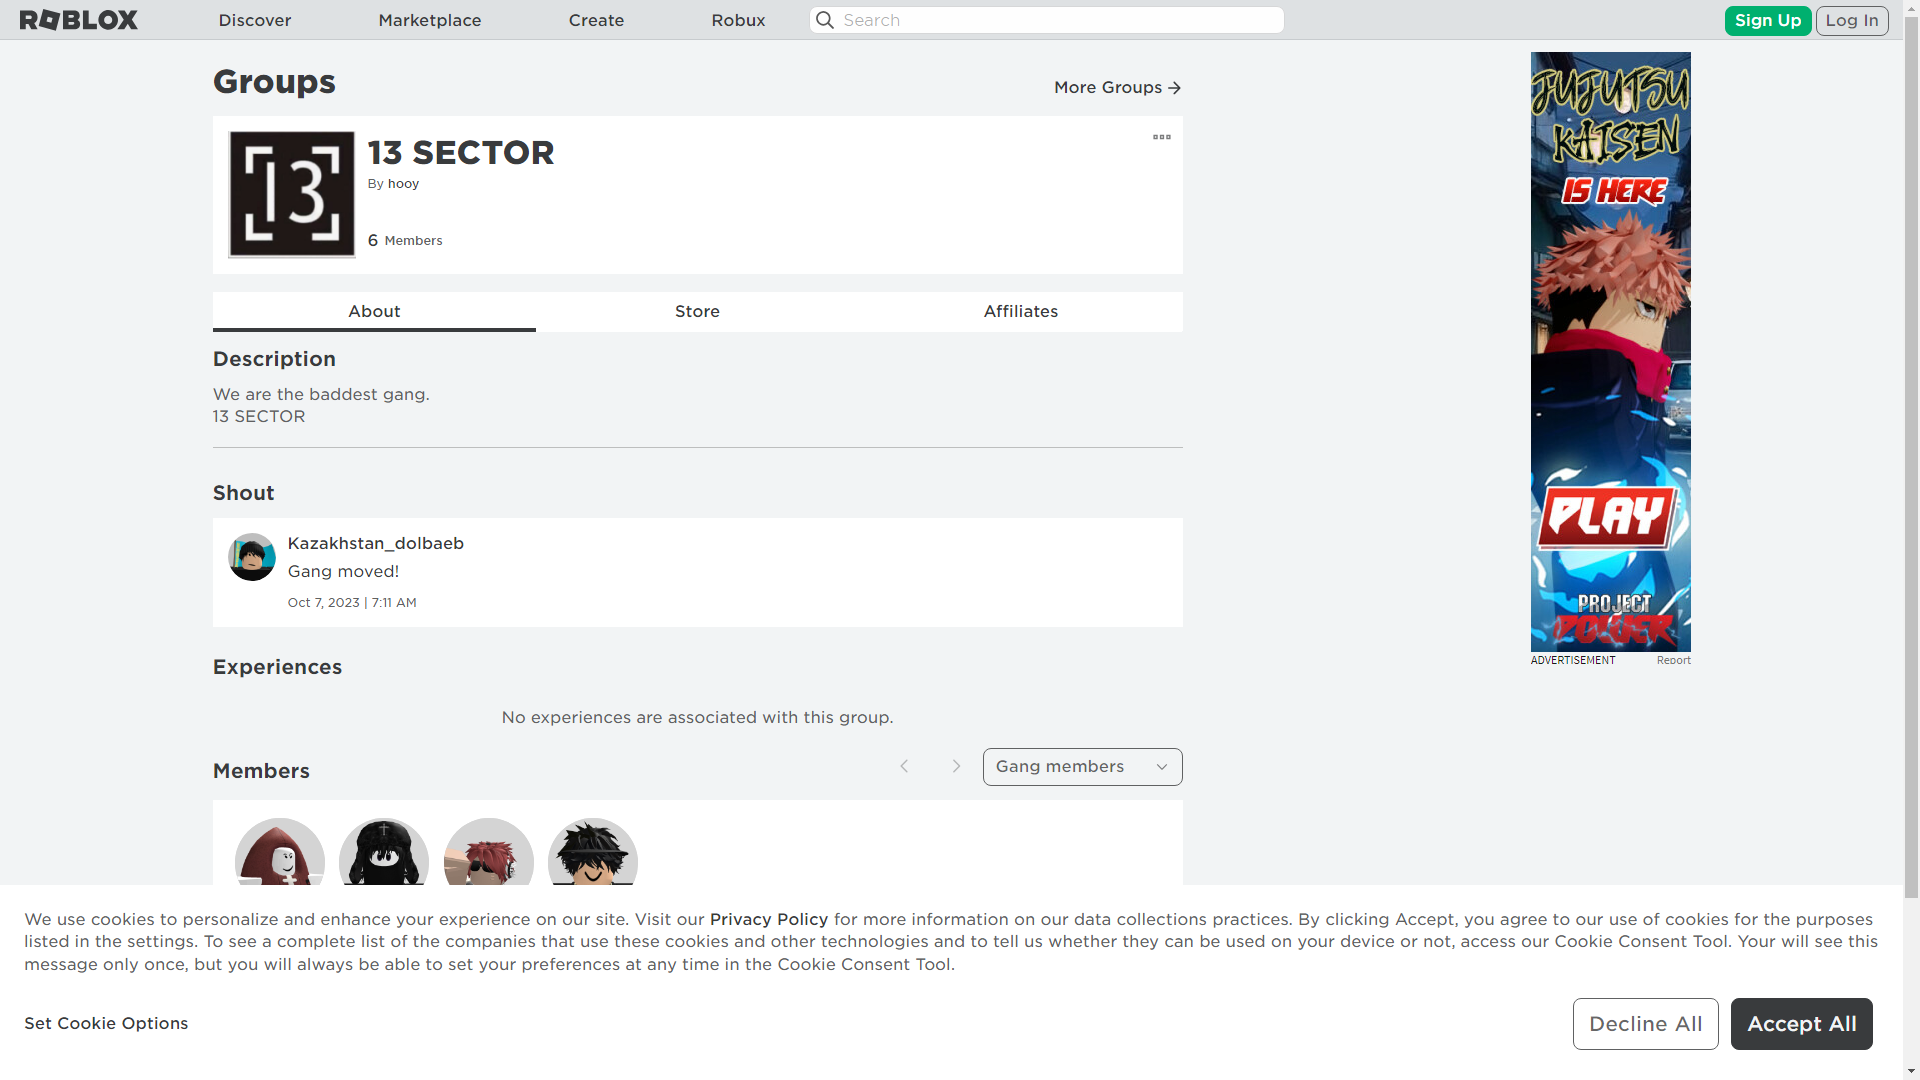 ROBLOX
Discover
Marketplace
Create
Robux
Search
Sign Up
Log In
Groups
More Groups
13
13 SECTOR
By hooy
6 Members
About
Store
Affiliates
Description
We are the baddest gang.
13 SECTOR
Shout
Kazakhstan_dolbaeb
Gang moved!
Oct 7, 2023 | 7:11 AM
Experiences
No experiences are associated with this group.
Members
Gang members
JUJUTSU
KAISEN
IS HERE
PLAY
PROJECT
POWER
ADVERTISEMENT
Report
We use cookies to personalize and enhance your experience on our site. Visit our Privacy Policy for more information on our data collections practices. By clicking Accept, you agree to our use of cookies for the purposes
listed in the settings. To see a complete list of the companies that use these cookies and other technologies and to tell us whether they can be used on your device or not, access our Cookie Consent Tool. Your will see this
message only once, but you will always be able to set your preferences at any time in the Cookie Consent Tool.
Set Cookie Options
Decline All
Accept All